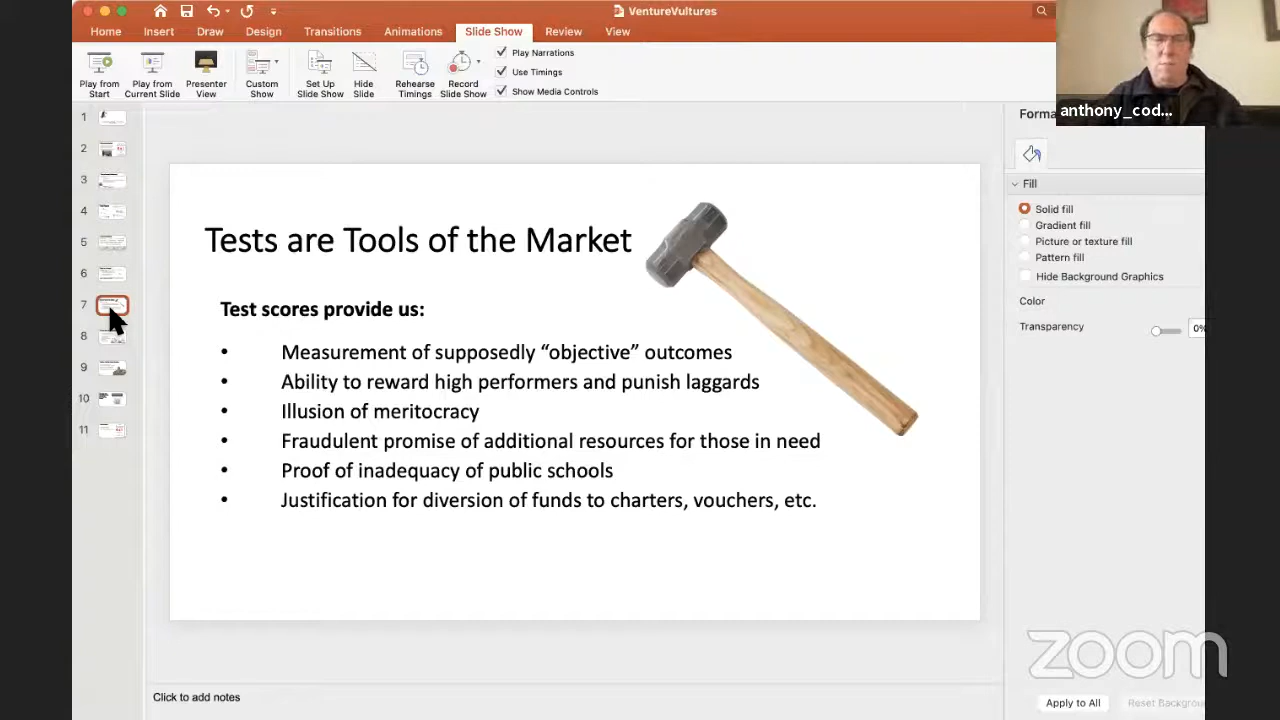 VentureVultures
Home Insert Draw Design Transitions Animations Slide Show Review View
Play from Start
Play from Current Slide
Presenter View
Custom Show
Set Up Slide Show
Hide Slide
Rehearse Timings
Record Slide Show
Play Narrations
Use Timings
Show Media Controls
anthony_cod...
1
2
3
4
5
6
7
8
9
10
11
Tests are Tools of the Market
Test scores provide us:
• Measurement of supposedly “objective” outcomes
• Ability to reward high performers and punish laggards
• Illusion of meritocracy
• Fraudulent promise of additional resources for those in need
• Proof of inadequacy of public schools
• Justification for diversion of funds to charters, vouchers, etc.
Click to add notes
Forma
Fill
Solid fill
Gradient fill
Picture or texture fill
Pattern fill
Hide Background Graphics
Color
Transparency 0%
Apply to All Reset Backgrou
zoom